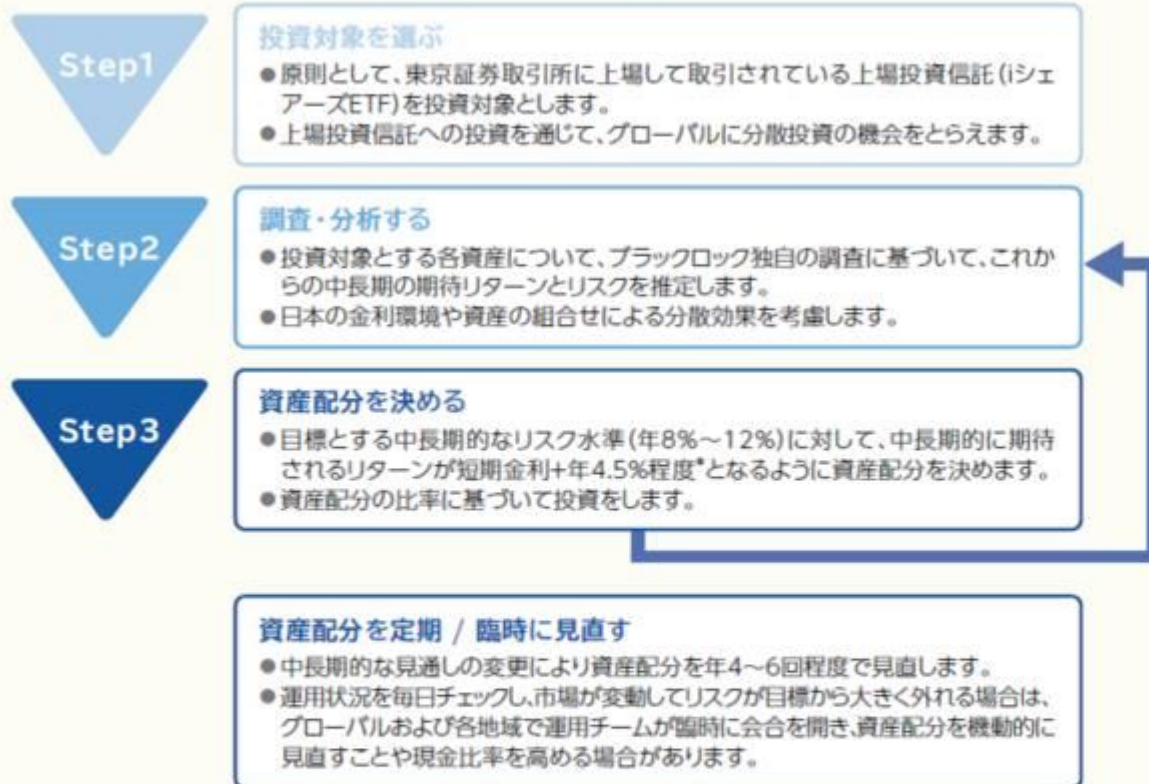 Step1
投資対象を選ぶ
●原則として、東京証券取引所に上場して取引されている上場投資信託(iシェ
アーズETF)を投資対象とします。
●上場投資信託への投資を通じて、グローバルに分散投資の機会をとらえます。
Step2
調査・分析する
●投資対象とする各資産について、ブラックロック独自の調査に基づいて、これか
らの中長期の期待リターンとリスクを推定します。
●日本の金利環境や資産の組合せによる分散効果を考慮します。
Step3
資産配分を決める
●目標とする中長期的なリスク水準(年8%～12%)に対して、中長期的に期待
されるリターンが短期金利+年4.5%程度*となるように資産配分を決めます。
●資産配分の比率に基づいて投資をします。
資産配分を定期 / 臨時に見直す
●中長期的な見通しの変更により資産配分を年4～6回程度で見直します。
●運用状況を毎日チェックし、市場が変動してリスクが目標から大きく外れる場合は、
グローバルおよび各地域で運用チームが臨時に会合を開き、資産配分を機動的に
見直すことや現金比率を高める場合があります。